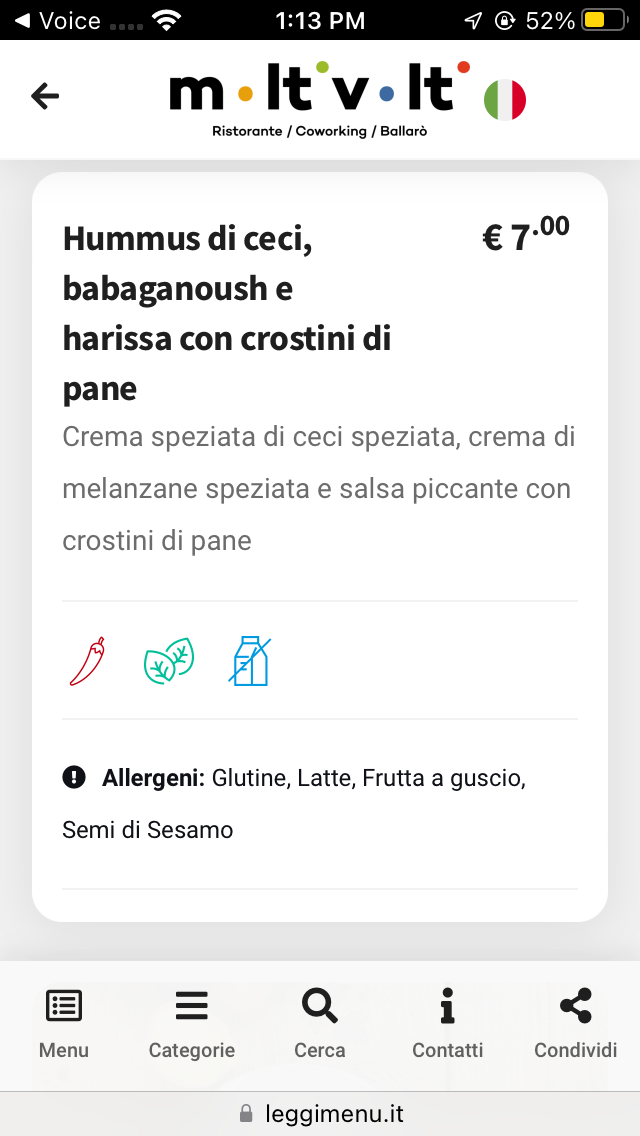 Voice
1:13 PM
52%
moltivolti
Ristorante / Coworking / Ballarò
Hummus di ceci,
€ 7.00
babaganoush e
harissa con crostini di
pane
Crema speziata di ceci speziata, crema di
melanzane speziata e salsa piccante con
crostini di pane
Allergeni: Glutine, Latte, Frutta a guscio,
Semi di Sesamo
Menu
Categorie
Cerca
Contatti
Condividi
leggimenu.it